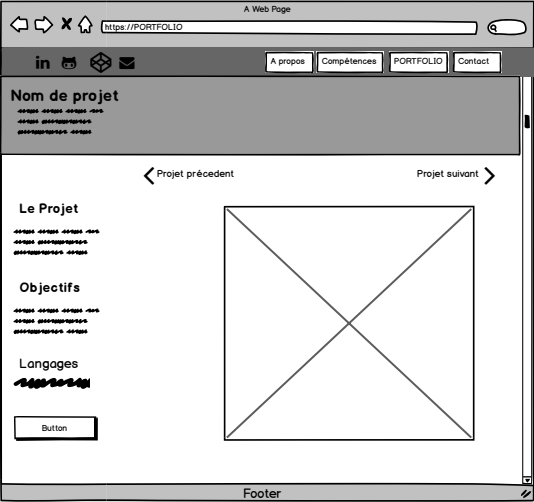 A Web Page
https://PORTFOLIO
in
A propos
Compétences
PORTFOLIO
Contact
Nom de projet
Projet précedent
Projet suivant
Le Projet
Objectifs
Langages
Button
Footer